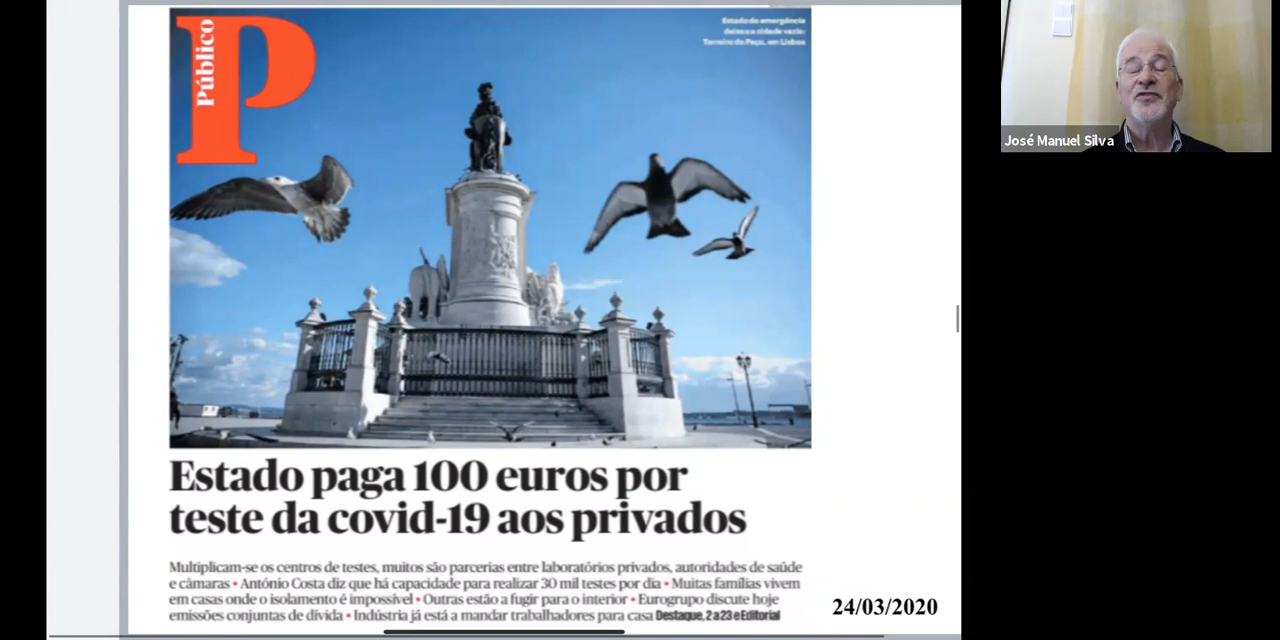 Público
P
Estado de emergência
deixou a cidade vazia:
Terreiro do Paço, em Lisboa
José Manuel Silva
Estado paga 100 euros por
teste da covid-19 aos privados
Multiplicam-se os centros de testes, muitos são parcerias entre laboratórios privados, autoridades de saúde
e câmaras • António Costa diz que há capacidade para realizar 30 mil testes por dia • Muitas famílias vivem
em casas onde o isolamento é impossível • Outras estão a fugir para o interior • Eurogrupo discute hoje
emissões conjuntas de dívida • Indústria já está a mandar trabalhadores para casa Destaque, 2 a 23 e Editorial
24/03/2020